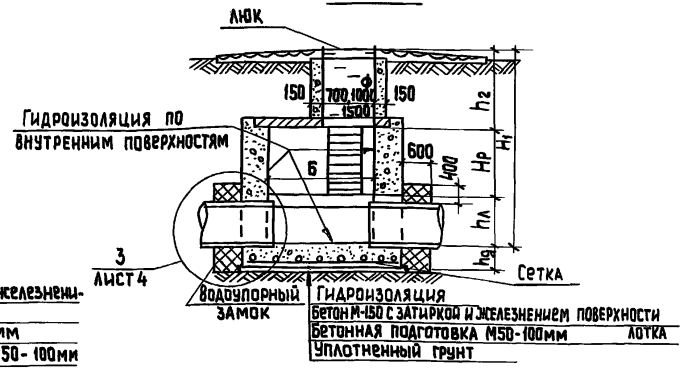 ЛЮК
150
Ф
700,1000
1500
150
h2
H1
Гидроизоляция по
внутренним поверхностям
Б
600
400
Hр
hл
hд
3
ЛИСТ 4
Сетка
железнени-
мм
50-100мм
Водоупорный
замок
Гидроизоляция
Бетон М-150 с затиркой и железнением поверхности
Бетонная подготовка М50-100мм лотка
Уплотненный грунт